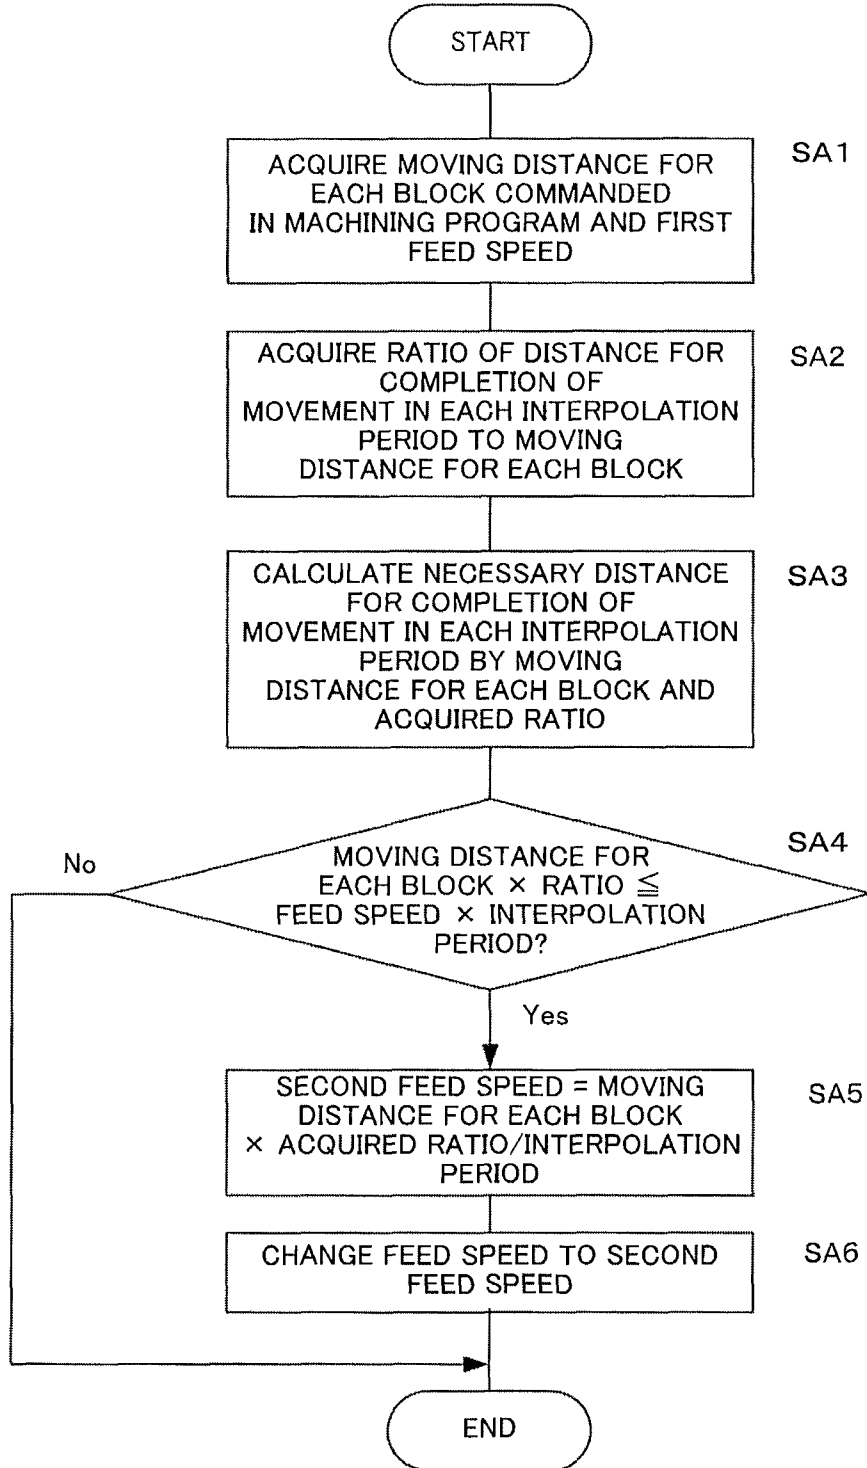 START
SA1
ACQUIRE MOVING DISTANCE FOR
EACH BLOCK COMMANDED
IN MACHINING PROGRAM AND FIRST
FEED SPEED
SA2
ACQUIRE RATIO OF DISTANCE FOR
COMPLETION OF
MOVEMENT IN EACH INTERPOLATION
PERIOD TO MOVING
DISTANCE FOR EACH BLOCK
SA3
CALCULATE NECESSARY DISTANCE
FOR COMPLETION OF
MOVEMENT IN EACH INTERPOLATION
PERIOD BY MOVING
DISTANCE FOR EACH BLOCK AND
ACQUIRED RATIO
SA4
No
MOVING DISTANCE FOR
EACH BLOCK × RATIO ≦
FEED SPEED × INTERPOLATION
PERIOD?
Yes
SA5
SECOND FEED SPEED = MOVING
DISTANCE FOR EACH BLOCK
× ACQUIRED RATIO/INTERPOLATION
PERIOD
SA6
CHANGE FEED SPEED TO SECOND
FEED SPEED
END